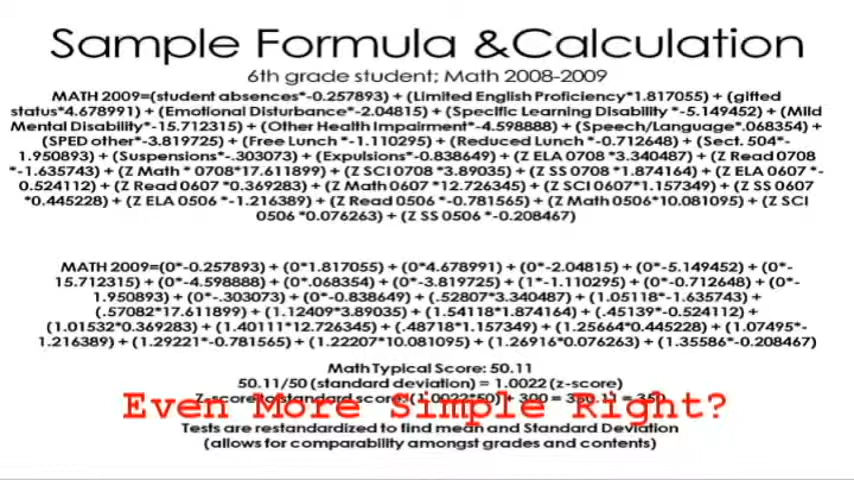 Sample Formula &Calculation
6th grade student; Math 2008-2009
MATH 2009=(student absences*-0.257893) + (Limited English Proficiency*1.817055) + (gifted
status*4.678991) + (Emotional Disturbance*-2.04815) + (Specific Learning Disability *-5.149452) + (Mild
Mental Disability*-15.712315) + (Other Health Impairment*-4.598888) + (Speech/Language*.068354) +
(SPED other*-3.819725) + (Free Lunch *-1.110295) + (Reduced Lunch *-0.712648) + (Sect. 504*-
1.950893) + (Suspensions*-.303073) + (Expulsions*-0.838649) + (Z ELA 0708 *3.340487) + (Z Read 0708
*-1.635743) + (Z Math * 0708*17.611899) + (Z SCI 0708 *3.89035) + (Z SS 0708 *1.874164) + (Z ELA 0607 *-
0.524112) + (Z Read 0607 *0.369283) + (Z Math 0607 *12.726345) + (Z SCI 0607*1.157349) + (Z SS 0607
*0.445228) + (Z ELA 0506 *-1.216389) + (Z Read 0506 *-0.781565) + (Z Math 0506*10.081095) + (Z SCI
0506 *0.076263) + (Z SS 0506 *-0.208467)
MATH 2009=(0*-0.257893) + (0*1.817055) + (0*4.678991) + (0*-2.04815) + (0*-5.149452) + (0*-
15.712315) + (0*-4.598888) + (0*.068354) + (0*-3.819725) + (1*-1.110295) + (0*-0.712648) + (0*-
1.950893) + (0*-.303073) + (0*-0.838649) + (.52807*3.340487) + (1.05118*-1.635743) +
(.57082*17.611899) + (1.12409*3.89035) + (1.54118*1.874164) + (.45139*-0.524112) +
(1.01532*0.369283) + (1.40111*12.726345) + (.48718*1.157349) + (1.25664*0.445228) + (1.07495*-
1.216389) + (1.29221*-0.781565) + (1.22207*10.081095) + (1.26916*0.076263) + (1.35586*-0.208467)
Math Typical Score: 50.11
50.11/50 (standard deviation) = 1.0022 (z-score)
Z-score to standard score: (1.0022*50) + 300 = 350.11 = 350
Even More Simple Right?
Tests are restandardized to find mean and Standard Deviation
(allows for comparability amongst grades and contents)